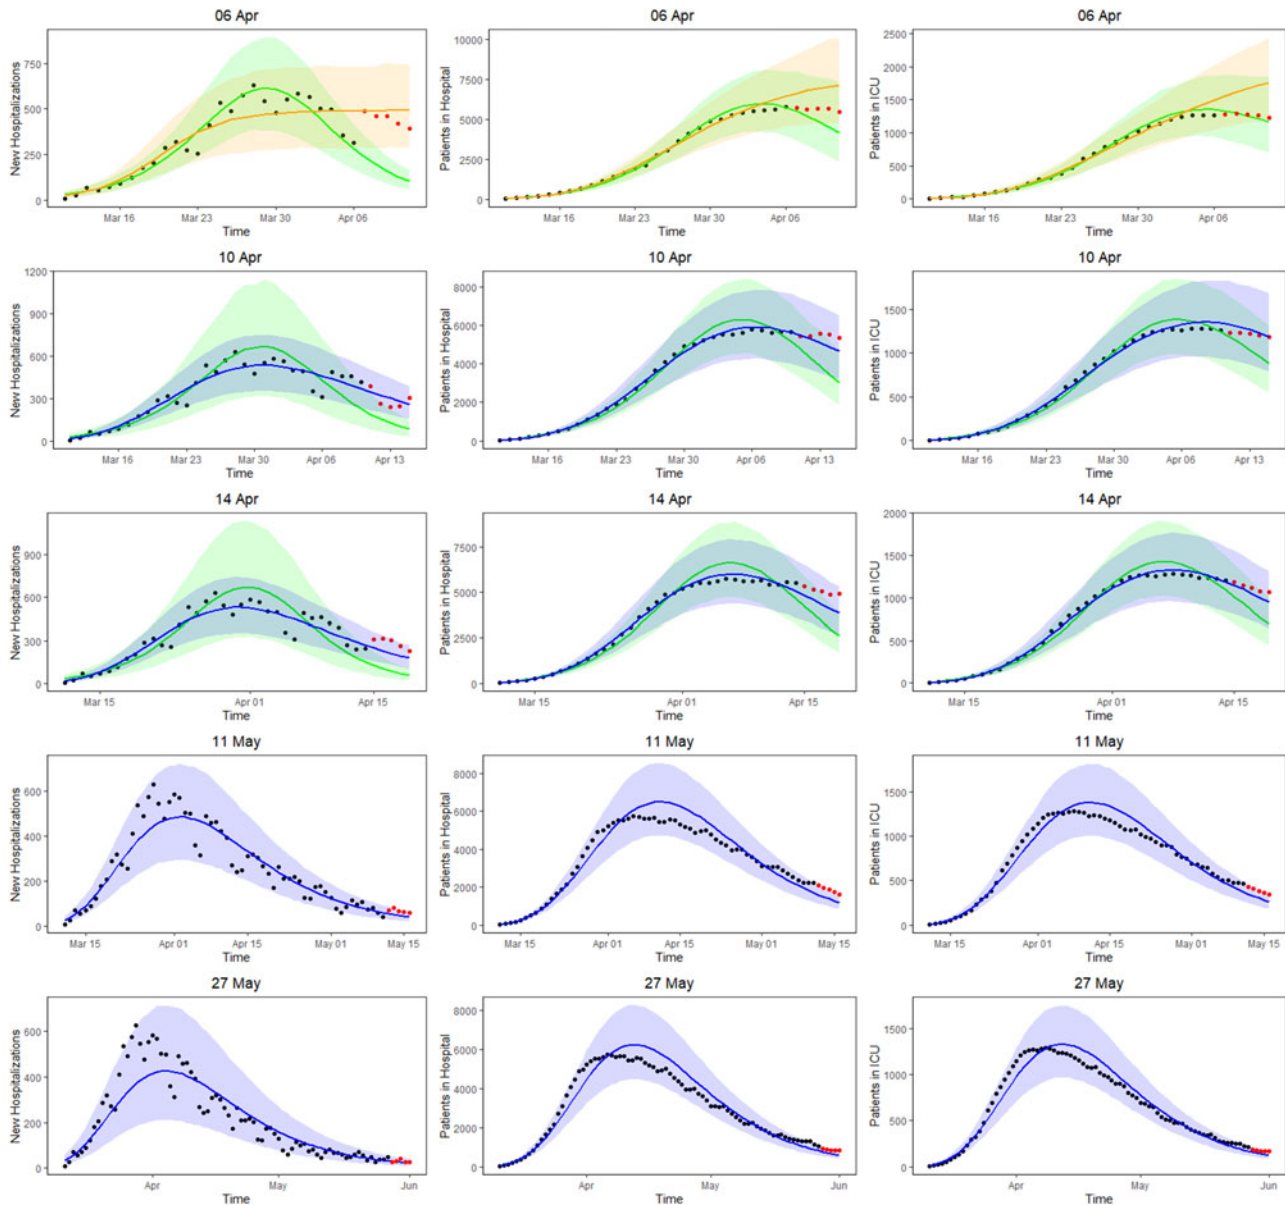 06 Apr 06 Apr 06 Apr
New Hospitalizations
750
500
250
0
Mar 16 Mar 23 Mar 30 Apr 06
Time
Patients in Hospital
10000
7500
5000
2500
0
Mar 16 Mar 23 Mar 30 Apr 06
Time
Patients in ICU
2500
2000
1500
1000
500
0
Mar 16 Mar 23 Mar 30 Apr 06
Time
10 Apr 10 Apr 10 Apr
New Hospitalizations
1200
900
600
300
0
Mar 16 Mar 23 Mar 30 Apr 06 Apr 13
Time
Patients in Hospital
8000
6000
4000
2000
0
Mar 16 Mar 23 Mar 30 Apr 06 Apr 13
Time
Patients in ICU
1500
1000
500
0
Mar 16 Mar 23 Mar 30 Apr 06 Apr 13
Time
14 Apr 14 Apr 14 Apr
New Hospitalizations
900
600
300
0
Mar 15 Apr 01 Apr 15
Time
Patients in Hospital
7500
5000
2500
0
Mar 15 Apr 01 Apr 15
Time
Patients in ICU
2000
1500
1000
500
0
Mar 15 Apr 01 Apr 15
Time
11 May 11 May 11 May
New Hospitalizations
600
400
200
0
Mar 15 Apr 01 Apr 15 May 01 May 15
Time
Patients in Hospital
8000
6000
4000
2000
0
Mar 15 Apr 01 Apr 15 May 01 May 15
Time
Patients in ICU
1500
1000
500
0
Mar 15 Apr 01 Apr 15 May 01 May 15
Time
27 May 27 May 27 May
New Hospitalizations
600
400
200
0
Apr May Jun
Time
Patients in Hospital
8000
6000
4000
2000
0
Apr May Jun
Time
Patients in ICU
1500
1000
500
0
Apr May Jun
Time